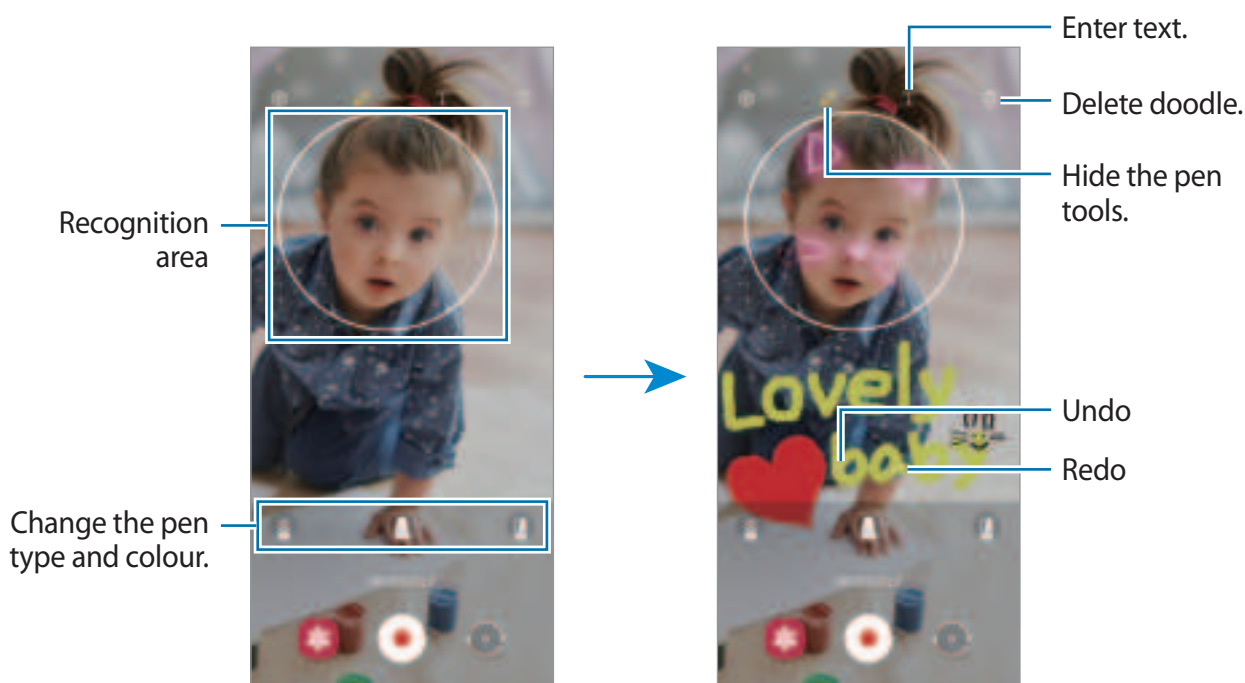 Enter text.
Delete doodle.
Hide the pen
tools.
Recognition
area
Lovely
baby
Undo
Redo
Change the pen
type and colour.